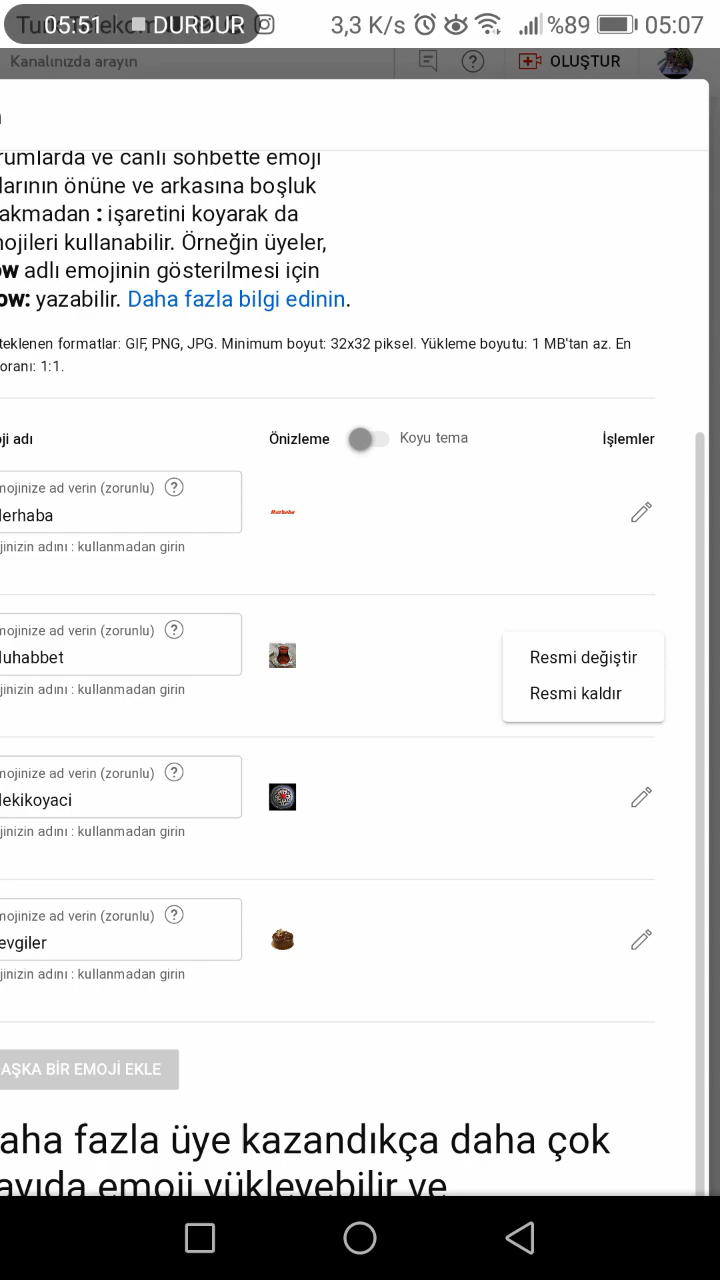 05:51 DURDUR 3,3 K/s %89 05:07
Kanalınızda arayın
OLUŞTUR
rumlarda ve canlı sohbette emoji
larının önüne ve arkasına boşluk
akmadan : işaretini koyarak da
nojileri kullanabilir. Örneğin üyeler,
ow adlı emojinin gösterilmesi için
ow: yazabilir. Daha fazla bilgi edinin.
teklenen formatlar: GIF, PNG, JPG. Minimum boyut: 32x32 piksel. Yükleme boyutu: 1 MB'tan az. En
oranı: 1:1.
ji adı Önizleme Koyu tema İşlemler
mojinize ad verin (zorunlu) ?
lerhaba
Merhaba
jinizin adını : kullanmadan girin
mojinize ad verin (zorunlu) ?
luhabbet
jinizin adını : kullanmadan girin
Resmi değiştir
Resmi kaldır
mojinize ad verin (zorunlu) ?
lekikoyaci
jinizin adını : kullanmadan girin
mojinize ad verin (zorunlu) ?
evgiler
jinizin adını : kullanmadan girin
AŞKA BİR EMOJİ EKLE
aha fazla üye kazandıkça daha çok
ayıda emoji yükleyebilir ve